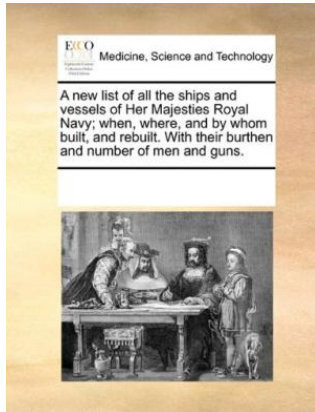 ECCO
Medicine, Science and Technology
A new list of all the ships and
vessels of Her Majesties Royal
Navy; when, where, and by whom
built, and rebuilt. With their burthen
and number of men and guns.